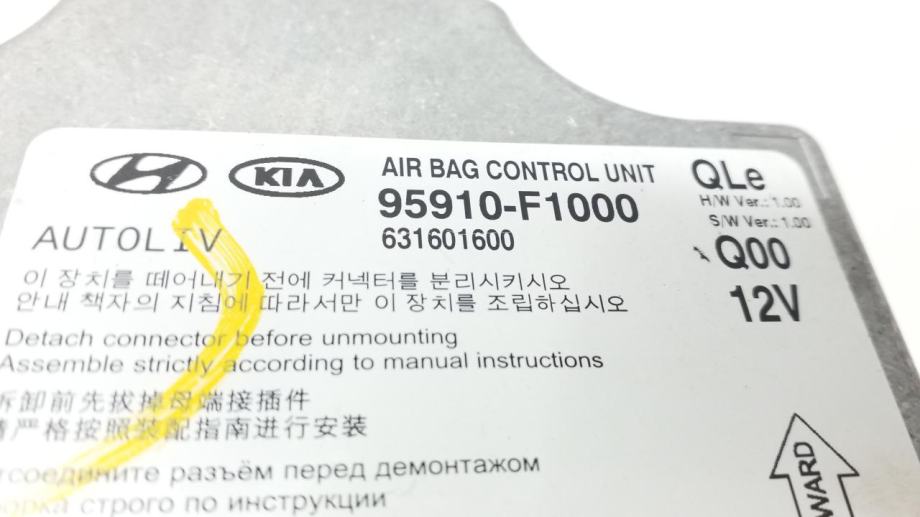 KIA
AIR BAG CONTROL UNIT
QLe
95910-F1000
H/W Ver.: 1.00
S/W Ver.: 1.00
AUTOLIV
631601600
Q00
이 장치를 떼어내기 전에 커넥터를 분리시키시오
안내 책자의 지침에 따라서만 이 장치를 조립하십시오
12V
Detach connector before unmounting
Assemble strictly according to manual instructions
拆卸前先拔掉母端接插件
请严格按照装配指南进行安装
разъём перед демонтажом
строго по инструкции
WARD